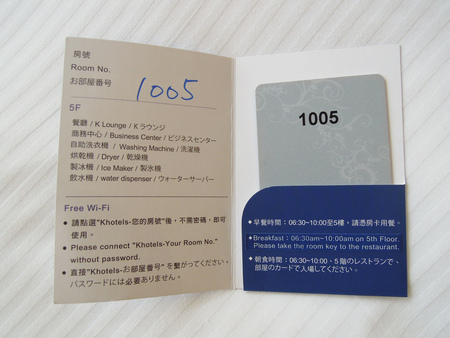 房號
Room No.
お部屋番号
1005
5F
餐廳 / K Lounge / K ラウンジ
商務中心 / Business Center / ビジネスセンター
自助洗衣機 / Washing Machine / 洗濯機
烘乾機 / Dryer / 乾燥機
製冰機 / Ice Maker / 製氷機
飲水機 / water dispenser / ウォーターサーバー
Free Wi-Fi
● 請點選"Khotels-您的房號"後,不需密碼,即可
使用。
● Please connect "Khotels-Your Room No."
without password.
● 直接"Khotels-お部屋番号"を繋がってください。
パスワードには必要ありません。
1005
● 早餐時間:06:30~10:00至5樓,請憑房卡用餐。
● Breakfast : 06:30am~10:00am on 5th Floor.
Please take the room key to the restaurant.
● 朝食時間:06:30~10:00、5階のレストランで、
部屋のカードで入場してください。